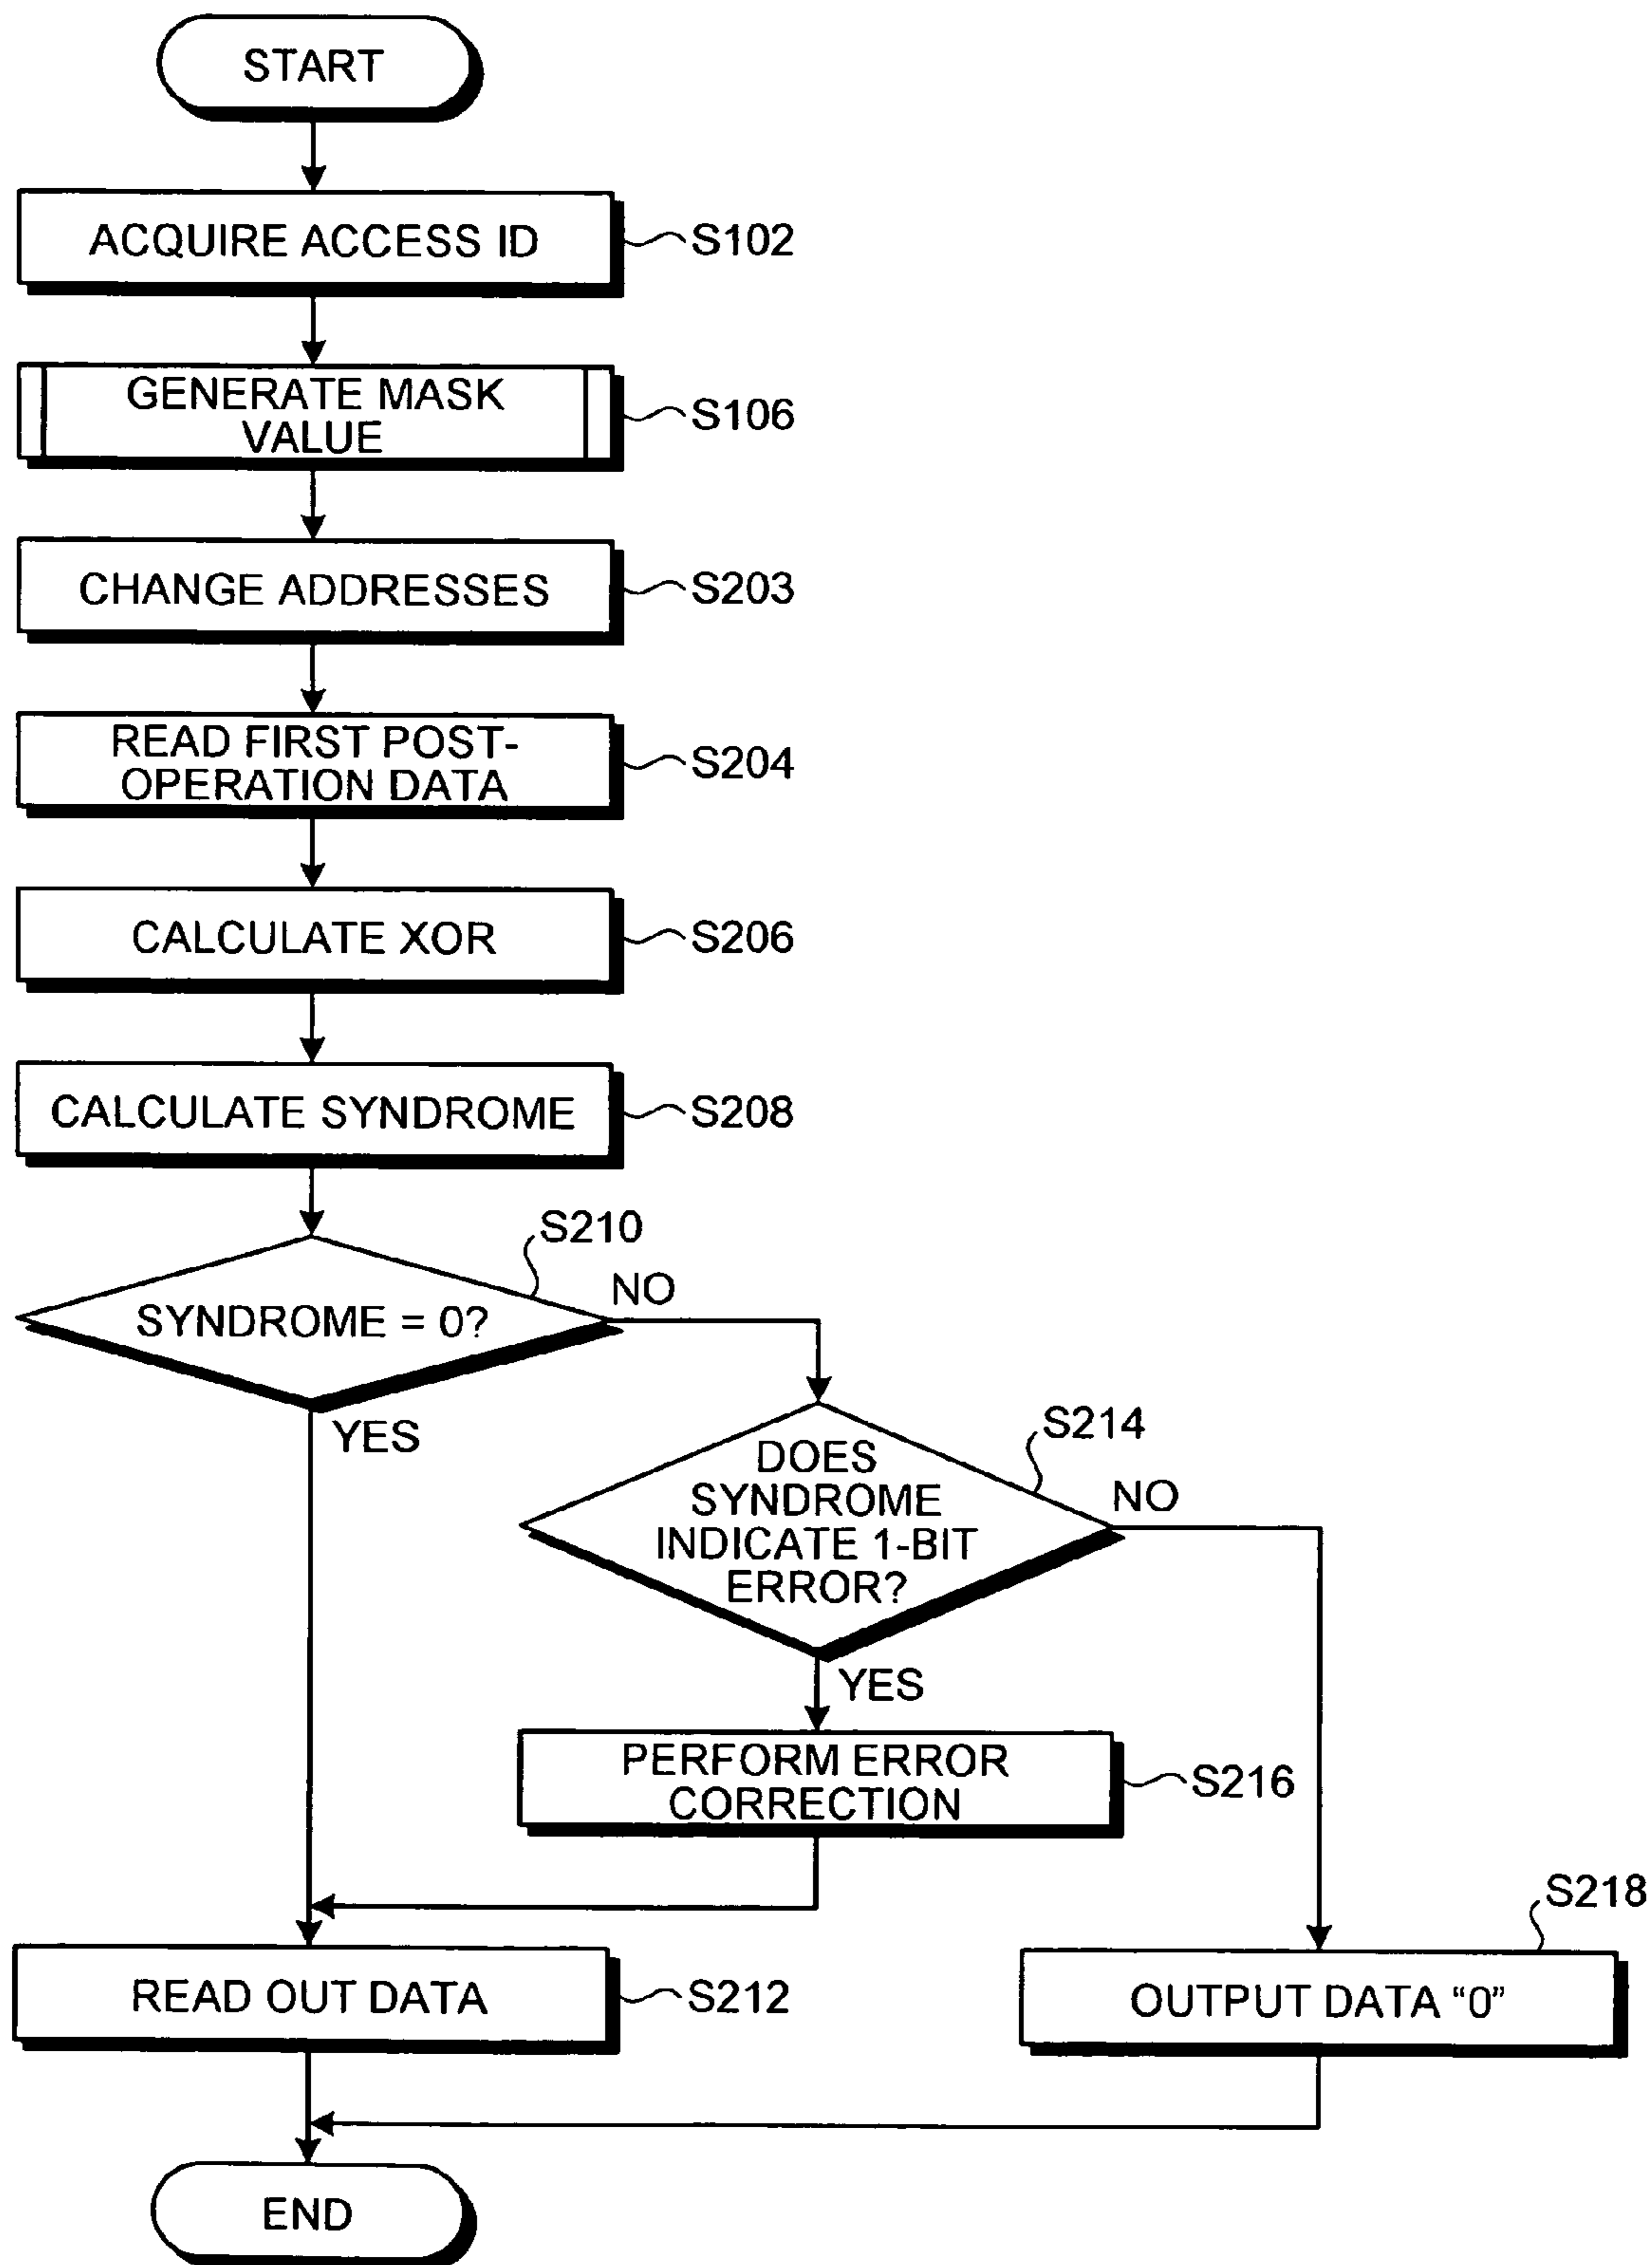 START
ACQUIRE ACCESS ID
S102
GENERATE MASK
VALUE
S106
CHANGE ADDRESSES
S203
READ FIRST POST-
OPERATION DATA
S204
CALCULATE XOR
S206
CALCULATE SYNDROME
S208
S210
SYNDROME = 0?
NO
YES
S214
DOES
SYNDROME
INDICATE 1-BIT
ERROR?
NO
YES
PERFORM ERROR
CORRECTION
S216
S218
READ OUT DATA
S212
OUTPUT DATA “0”
END